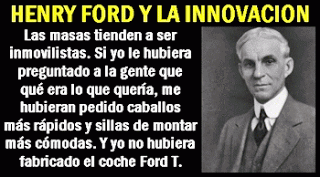 HENRY FORD Y LA INNOVACION
Las masas tienden a ser
inmovilistas. Si yo le hubiera
preguntado a la gente que
qué era lo que quería, me
hubieran pedido caballos
más rápidos y sillas de montar
más cómodas. Y yo no hubiera
fabricado el coche Ford T.